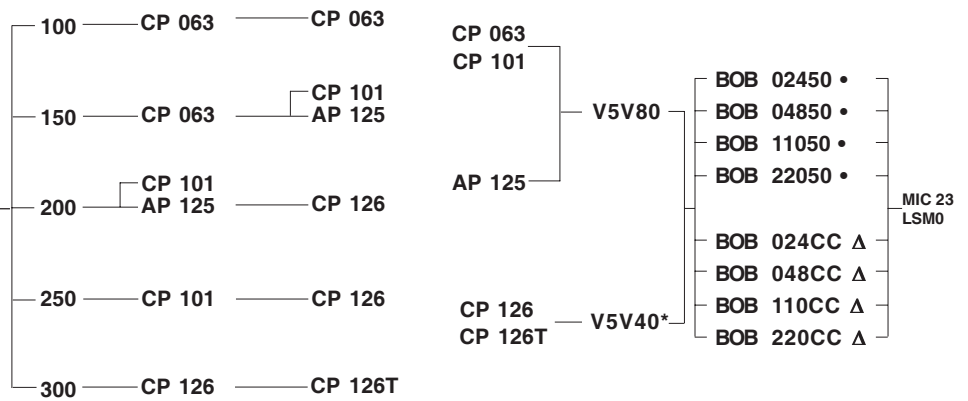 100 CP 063 CP 063
150 CP 063 CP 101
AP 125
200 CP 101
AP 125 CP 126
250 CP 101 CP 126
300 CP 126 CP 126T
CP 063
CP 101
AP 125
V5V80
CP 126
CP 126T
V5V40*
BOB 02450 •
BOB 04850 •
BOB 11050 •
BOB 22050 •
BOB 024CC Δ
BOB 048CC Δ
BOB 110CC Δ
BOB 220CC Δ
MIC 23
LSM0